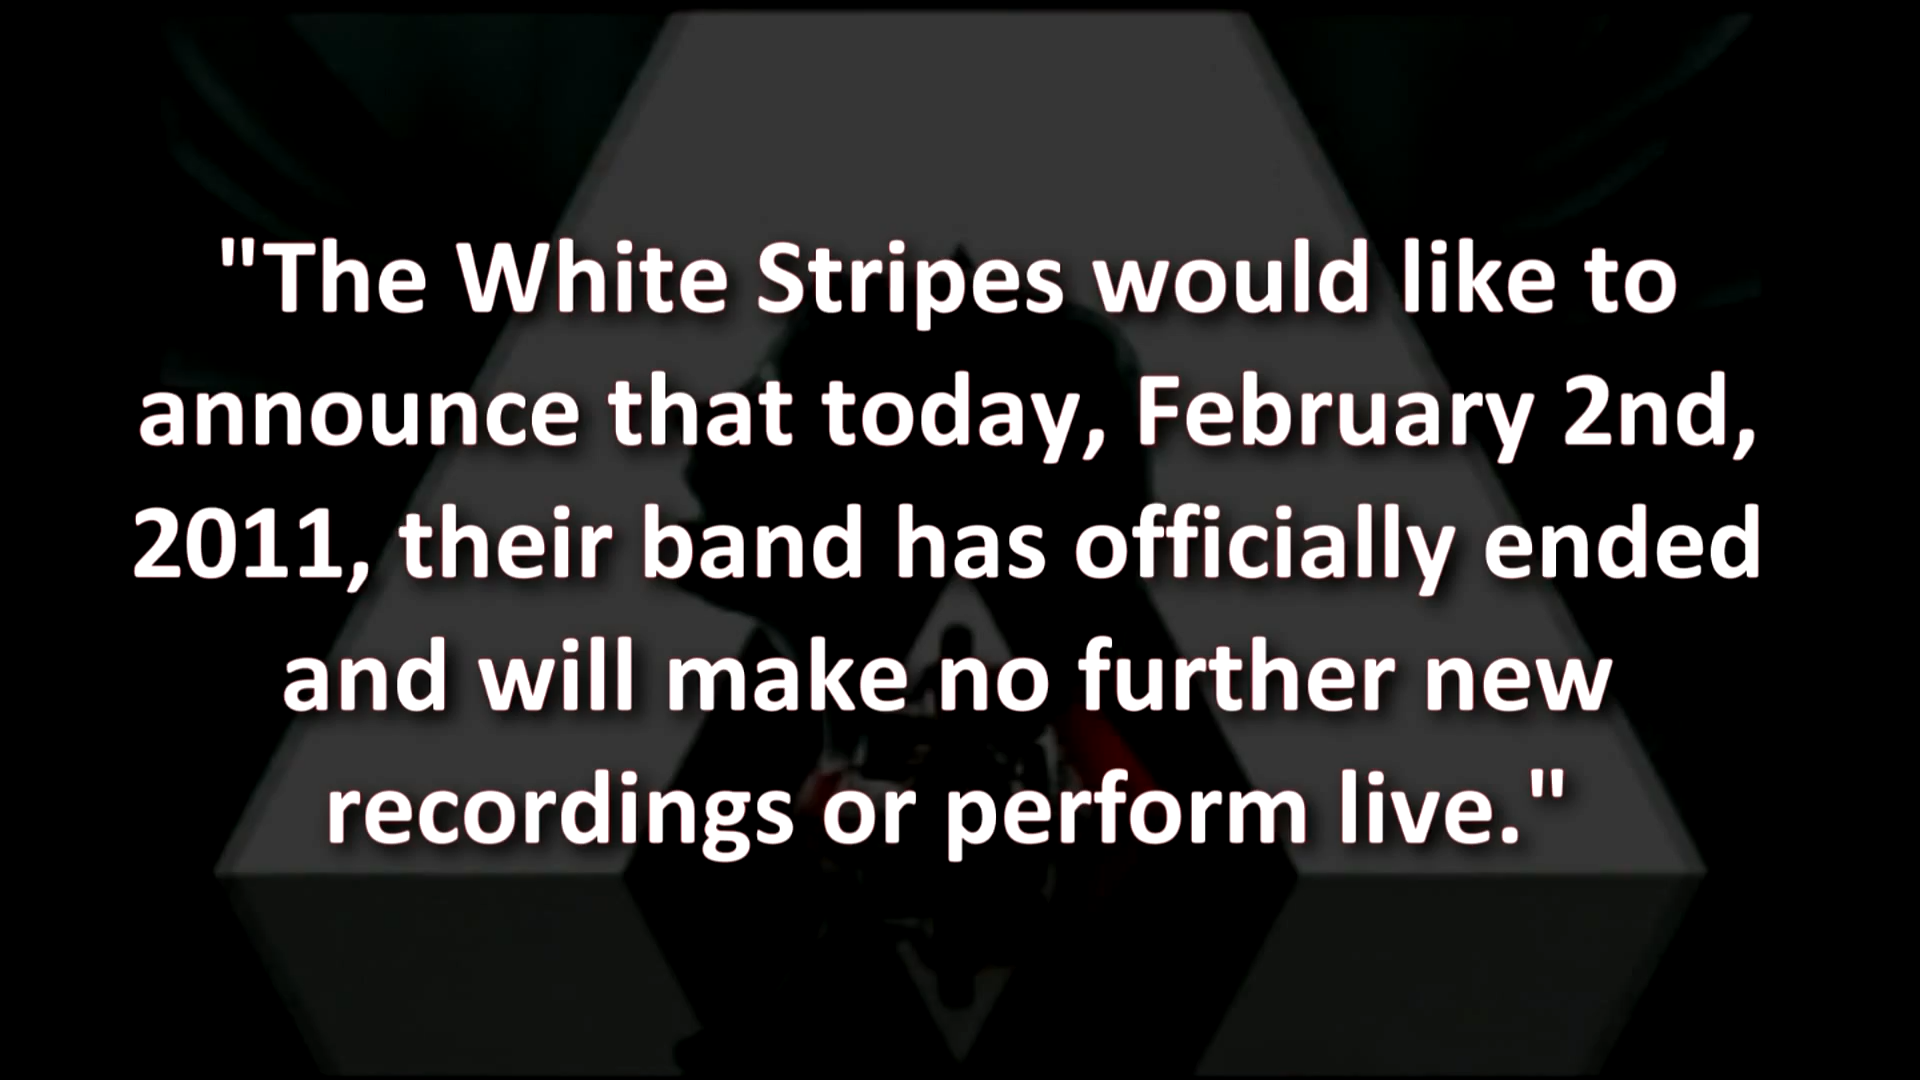 "The White Stripes would like to
announce that today, February 2nd,
2011, their band has officially ended
and will make no further new
recordings or perform live."